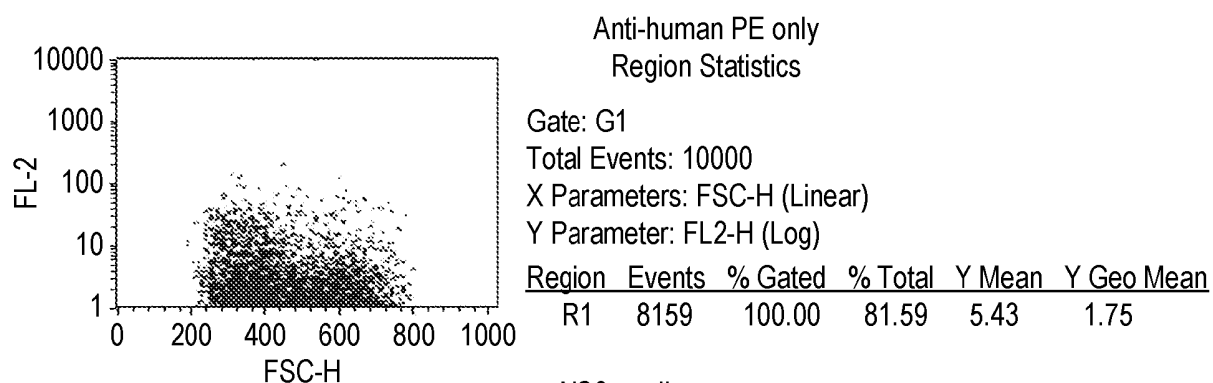 Anti-human PE only
Region Statistics
10000
1000
100
10
1
FL-2
0 200 400 600 800 1000
FSC-H
Gate: G1
Total Events: 10000
X Parameters: FSC-H (Linear)
Y Parameter: FL2-H (Log)
Region Events % Gated % Total Y Mean Y Geo Mean
R1 8159 100.00 81.59 5.43 1.75